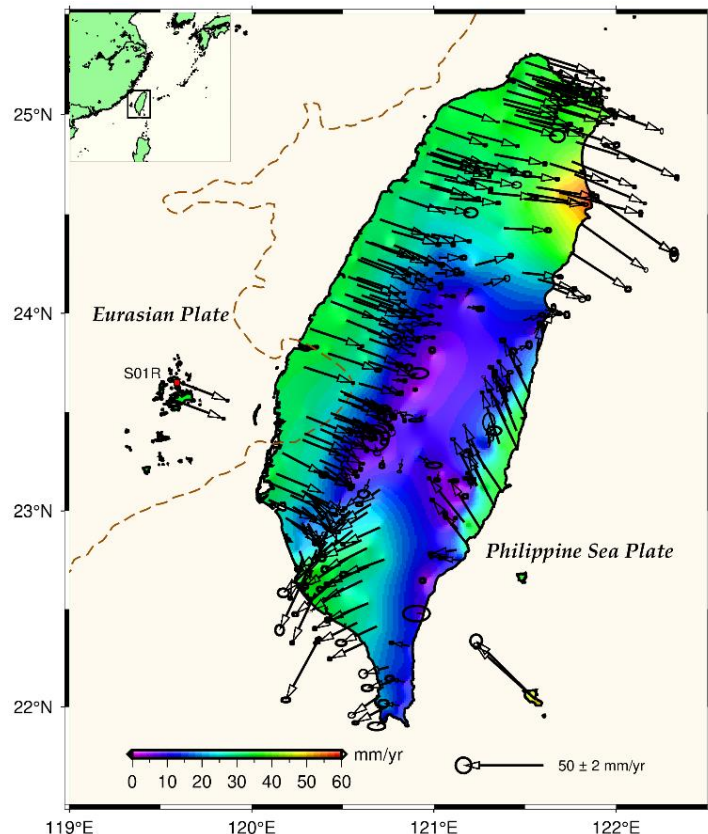 25°N
24°N
Eurasian Plate
S01R
23°N
Philippine Sea Plate
22°N
mm/yr
0 10 20 30 40 50 60
50 ± 2 mm/yr
119°E 120°E 121°E 122°E